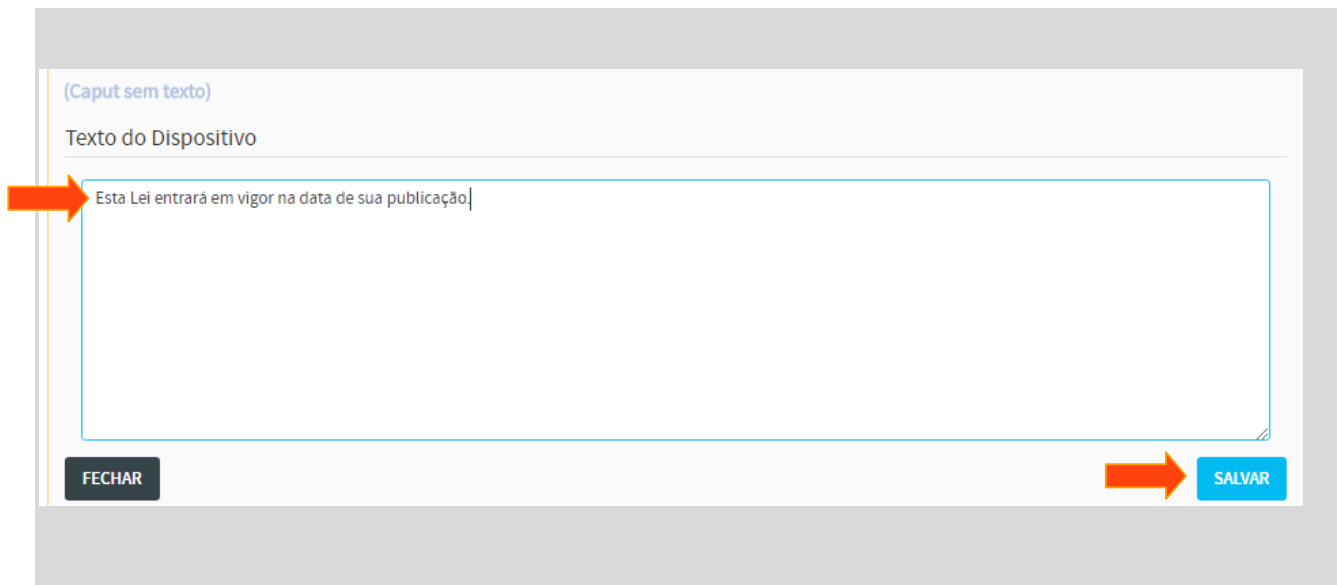 (Caput sem texto)
Texto do Dispositivo
Esta Lei entrará em vigor na data de sua publicação.
FECHAR
SALVAR